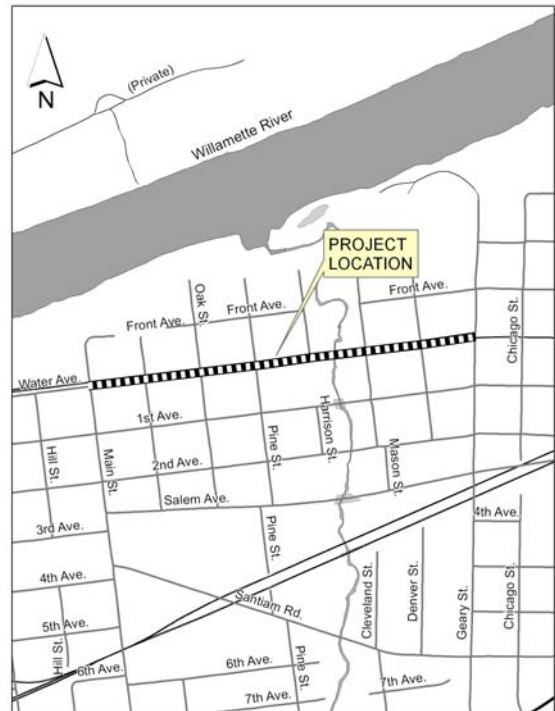 (Private)
N
Willamette River
PROJECT
LOCATION
Oak St.
Front Ave.
Front Ave.
Front Ave.
Chicago St.
Water Ave.
1st Ave.
Harrison St.
Hill St.
Main St.
2nd Ave.
Pine St.
Mason St.
Salem Ave.
3rd Ave.
4th Ave.
Pine St.
4th Ave.
Cleveland St.
Denver St.
Geary St.
Chicago St.
Santiam Rd.
5th Ave.
Hill St.
6th Ave.
6th Ave.
Pine St.
7th Ave.
7th Ave.